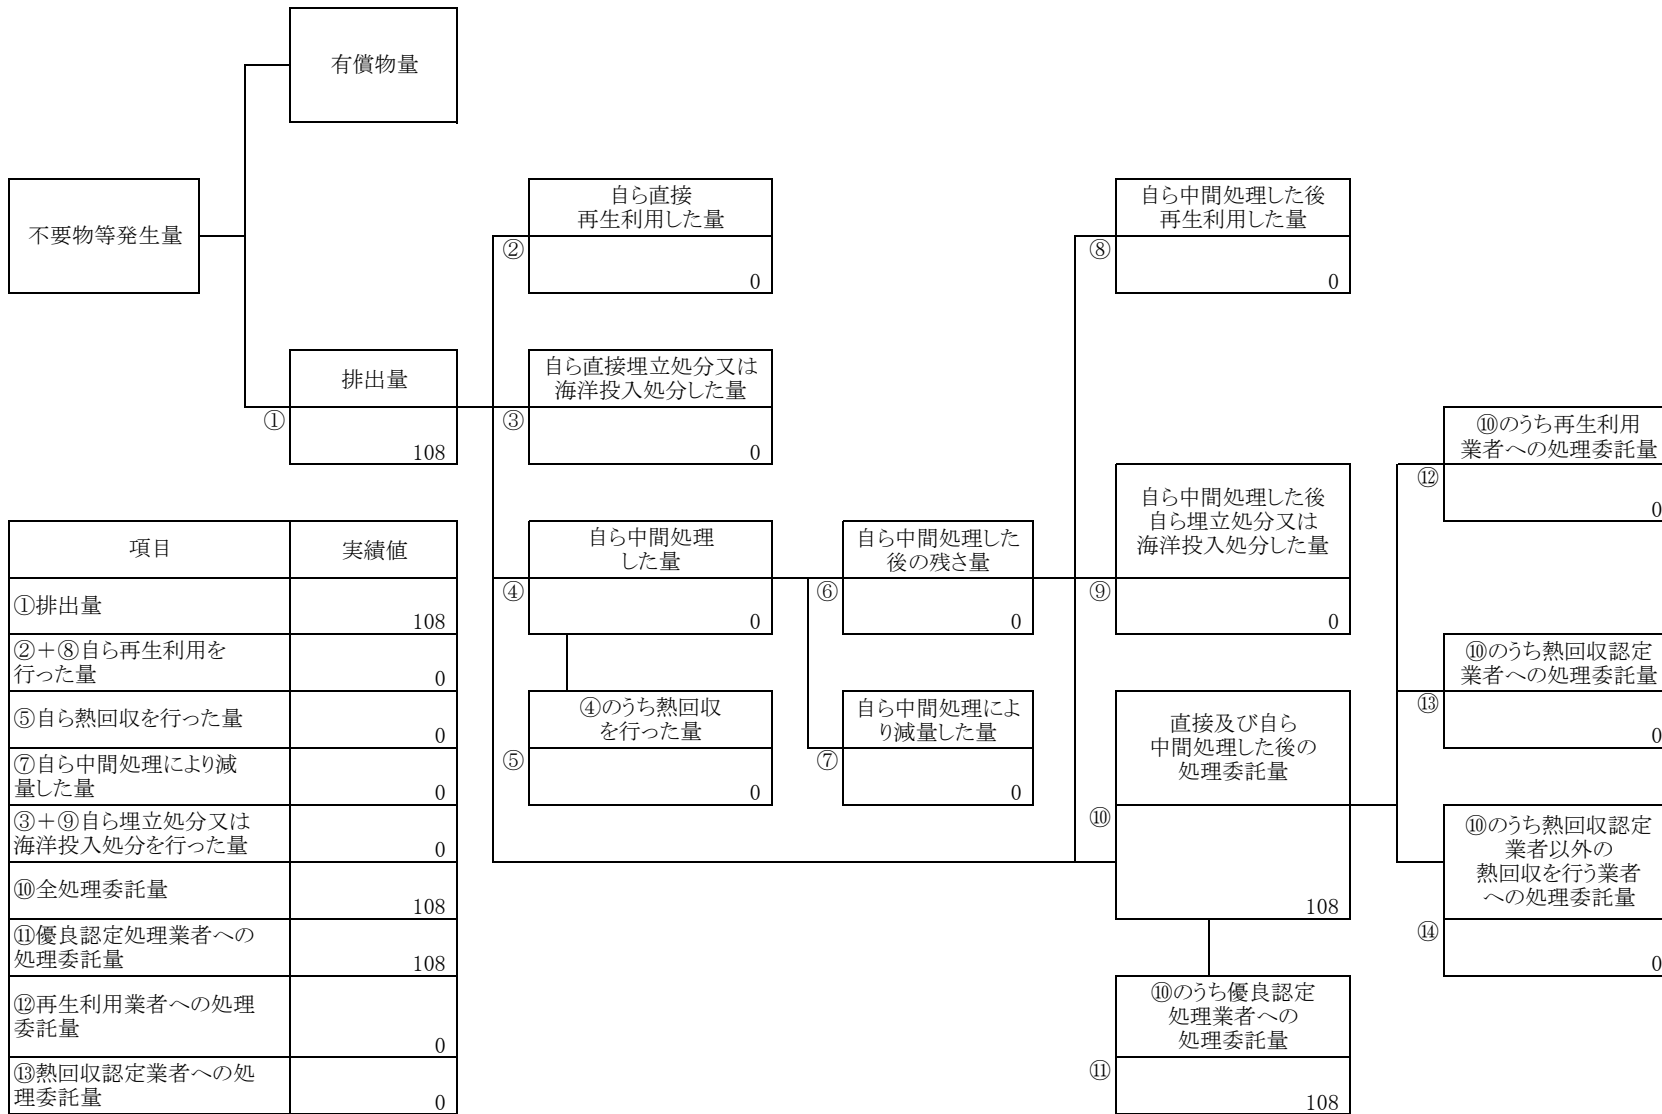 有償物量
不要物等発生量
自ら直接
再生利用した量
②
0
自ら中間処理した後
再生利用した量
⑧
0
排出量
①
108
自ら直接埋立処分又は
海洋投入処分した量
③
0
⑩のうち再生利用
業者への処理委託量
⑫
0
自ら中間処理
した量
④
0
自ら中間処理した
後の残さ量
⑥
0
自ら中間処理した後
自ら埋立処分又は
海洋投入処分した量
⑨
0
⑩のうち熱回収認定
業者への処理委託量
⑬
0
④のうち熱回収
を行った量
⑤
0
自ら中間処理によ
り減量した量
⑦
0
直接及び自ら
中間処理した後の
処理委託量
⑩
108
⑩のうち熱回収認定
業者以外の
熱回収を行う業者
への処理委託量
⑭
0
⑩のうち優良認定
処理業者への
処理委託量
⑪
108
項目 実績値
①排出量
108
②＋⑧自ら再生利用を
行った量
0
⑤自ら熱回収を行った量
0
⑦自ら中間処理により減
量した量
0
③＋⑨自ら埋立処分又は
海洋投入処分を行った量
0
⑩全処理委託量
108
⑪優良認定処理業者への
処理委託量
108
⑫再生利用業者への処理
委託量
0
⑬熱回収認定業者への処
理委託量
0